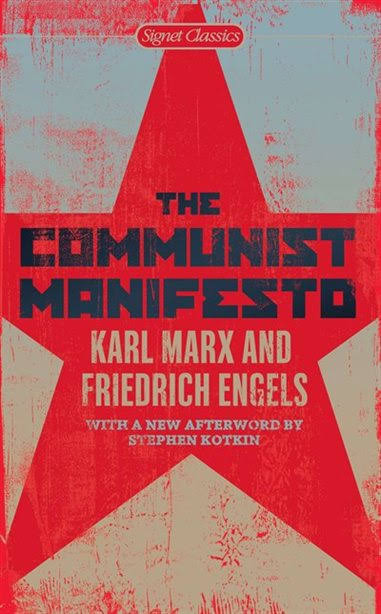 Signet Classics
THE
COMMUNIST
MANIFESTO
KARL MARX AND
FRIEDRICH ENGELS
WITH A NEW AFTERWORD BY
STEPHEN KOTKIN